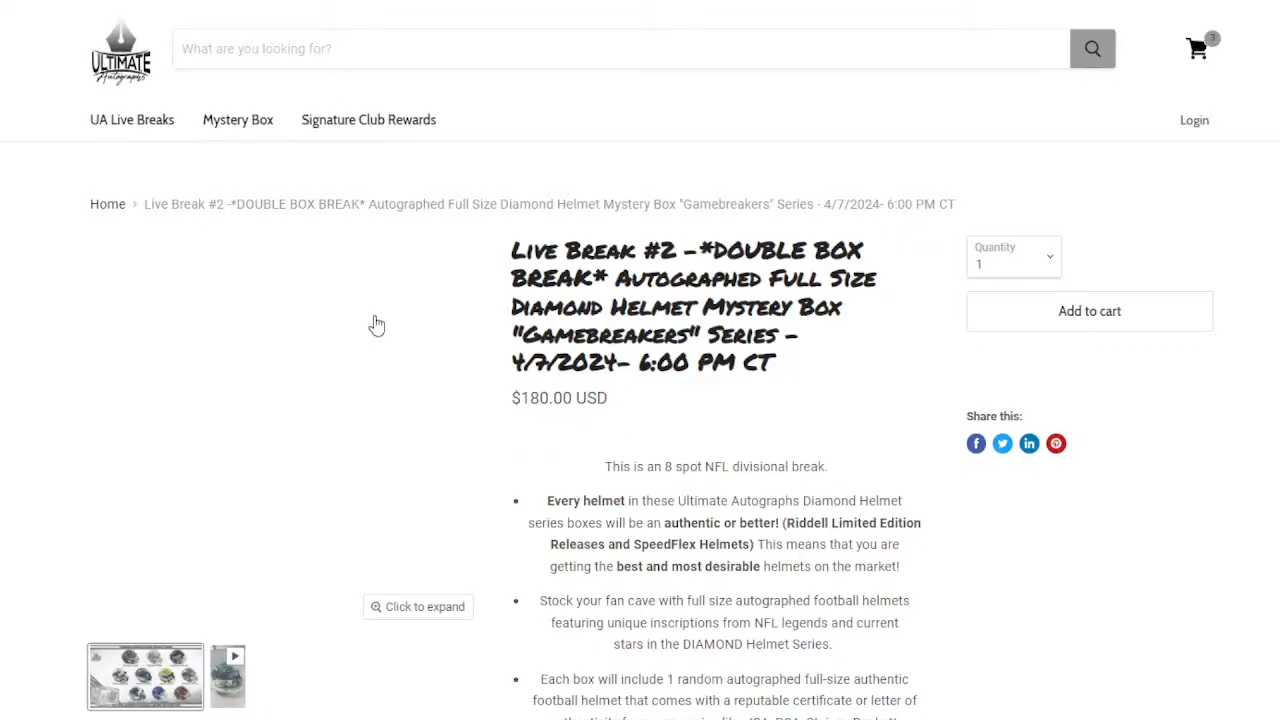 ULTIMATE
Autographs
What are you looking for?
3
UA Live Breaks
Mystery Box
Signature Club Rewards
Login
Home › Live Break #2 -*DOUBLE BOX BREAK* Autographed Full Size Diamond Helmet Mystery Box "Gamebreakers" Series - 4/7/2024- 6:00 PM CT
Live Break #2 -*DOUBLE BOX
BREAK* Autographed Full Size
Diamond Helmet Mystery Box
"Gamebreakers" Series -
4/7/2024- 6:00 PM CT
$180.00 USD
Quantity
1
Add to cart
Share this:
This is an 8 spot NFL divisional break.
• Every helmet in these Ultimate Autographs Diamond Helmet
series boxes will be an authentic or better! (Riddell Limited Edition
Releases and SpeedFlex Helmets) This means that you are
getting the best and most desirable helmets on the market!
• Stock your fan cave with full size autographed football helmets
featuring unique inscriptions from NFL legends and current
stars in the DIAMOND Helmet Series.
• Each box will include 1 random autographed full-size authentic
football helmet that comes with a reputable certificate or letter of
Click to expand